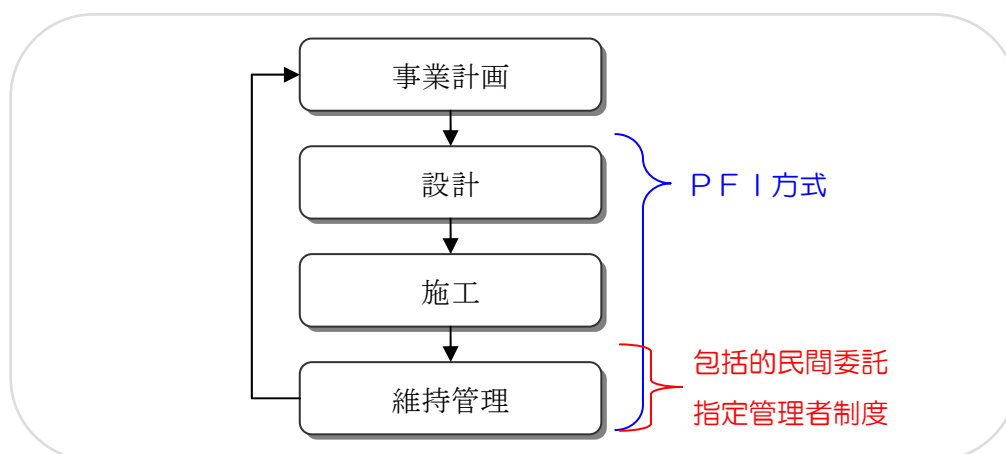 事業計画
設計
ＰＦＩ方式
施工
包括的民間委託
指定管理者制度
維持管理